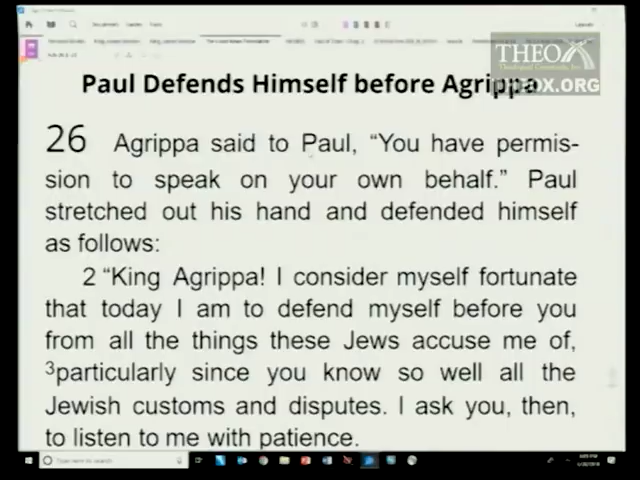 THEOX
THEOX.ORG
Paul Defends Himself before Agrippa
26 Agrippa said to Paul, “You have permis-
sion to speak on your own behalf.” Paul
stretched out his hand and defended himself
as follows:
2 “King Agrippa! I consider myself fortunate
that today I am to defend myself before you
from all the things these Jews accuse me of,
3particularly since you know so well all the
Jewish customs and disputes. I ask you, then,
to listen to me with patience.